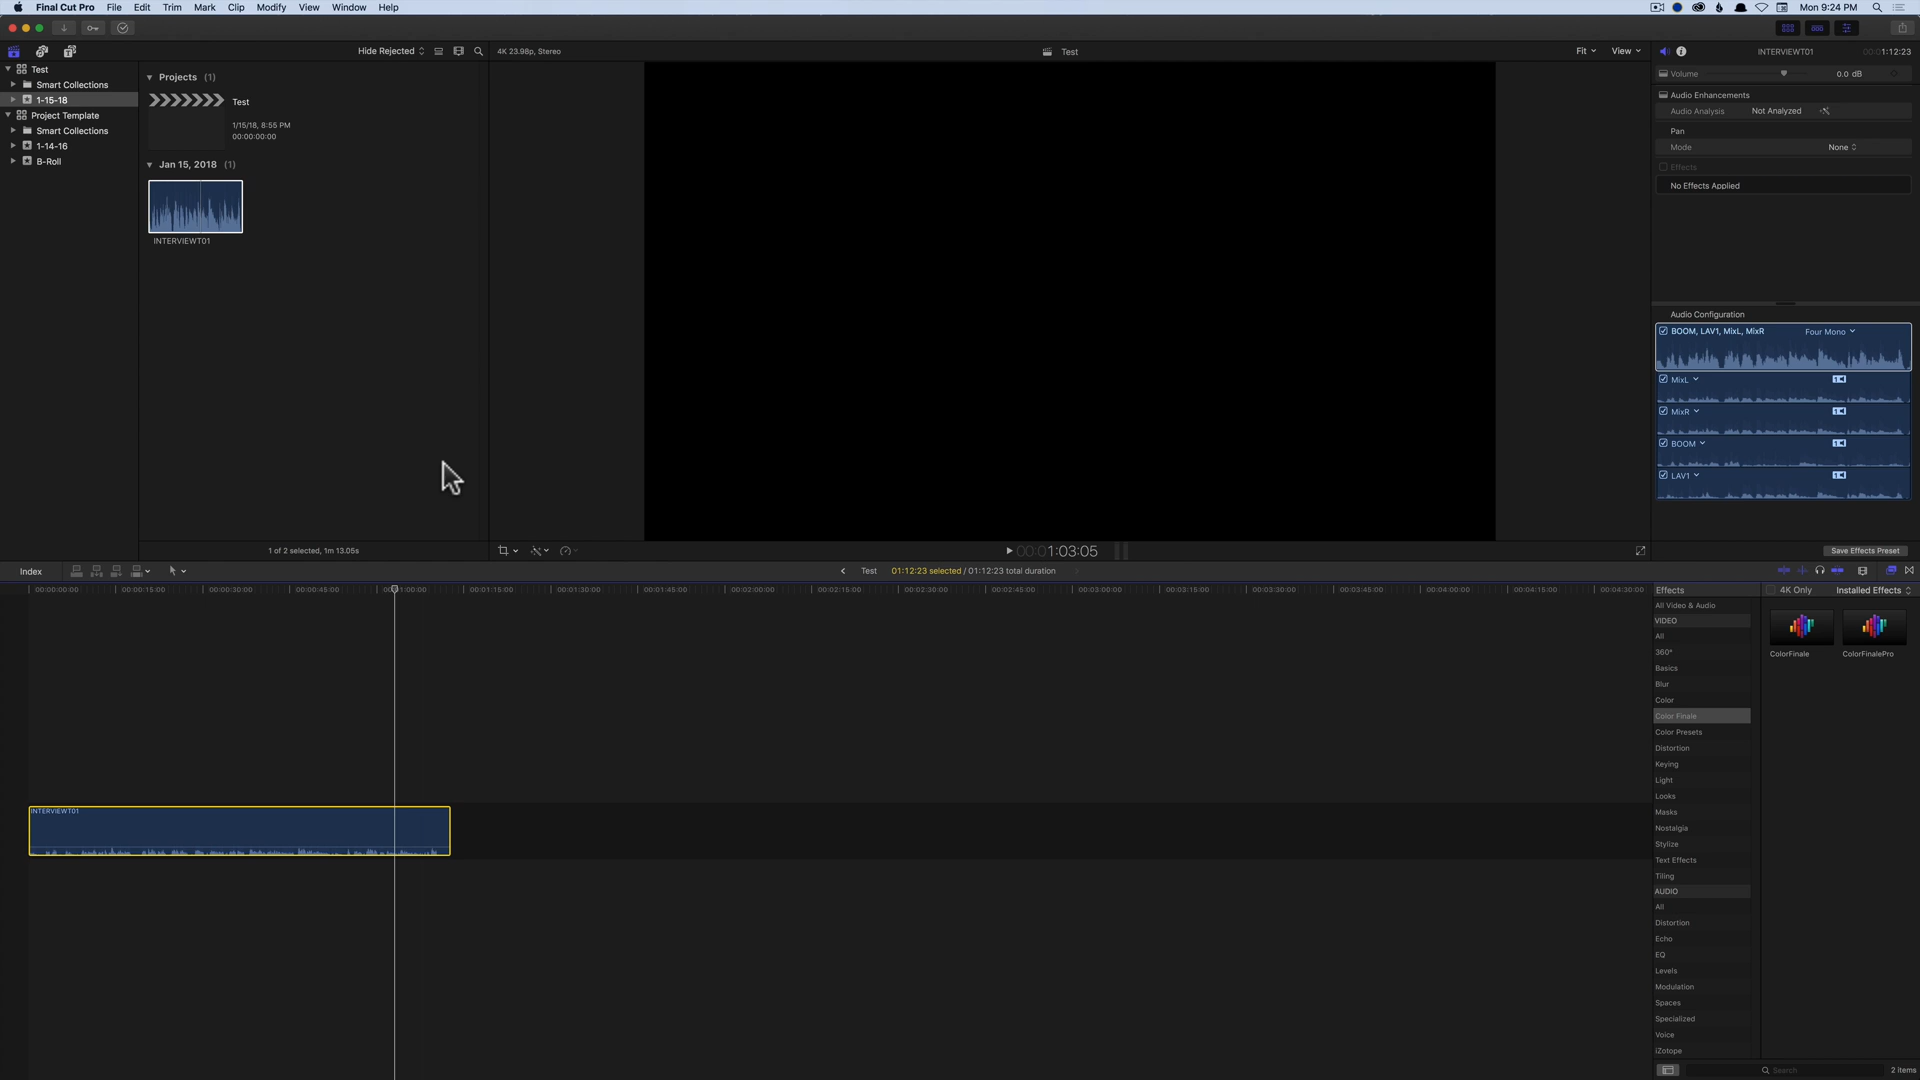 Final Cut Pro File Edit Trim Mark Clip Modify View Window Help Mon 9:24 PM
Hide Rejected 4K 23.98p, Stereo Test Fit View INTERVIEWT01 00:01:12:23
Test
Smart Collections
1-15-18
Project Template
Smart Collections
1-14-16
B-Roll
Projects (1)
Test
1/15/18, 8:55 PM
00:00:00:00
Jan 15, 2018 (1)
INTERVIEWT01
1 of 2 selected, 1m 13.05s
00:01:03:05
Volume 0.0 dB
Audio Enhancements
Audio Analysis Not Analyzed
Pan
Mode None
Effects
No Effects Applied
Audio Configuration
BOOM, LAV1, MixL, MixR Four Mono
MixL
MixR
BOOM
LAV1
Save Effects Preset
Index Test 01:12:23 selected / 01:12:23 total duration
00:00:00:00 00:00:15:00 00:00:30:00 00:00:45:00 00:01:00:00 00:01:15:00 00:01:30:00 00:01:45:00 00:02:00:00 00:02:15:00 00:02:30:00 00:02:45:00 00:03:00:00 00:03:15:00 00:03:30:00 00:03:45:00 00:04:00:00 00:04:15:00 00:04:30:00
INTERVIEWT01
Effects 4K Only Installed Effects
All Video & Audio
VIDEO
All
360°
Basics
Blur
Color
Color Finale
Color Presets
Distortion
Keying
Light
Looks
Masks
Nostalgia
Stylize
Text Effects
Tiling
AUDIO
All
Distortion
Echo
EQ
Levels
Modulation
Spaces
Specialized
Voice
iZotope
ColorFinale ColorFinalePro
Search 2 items